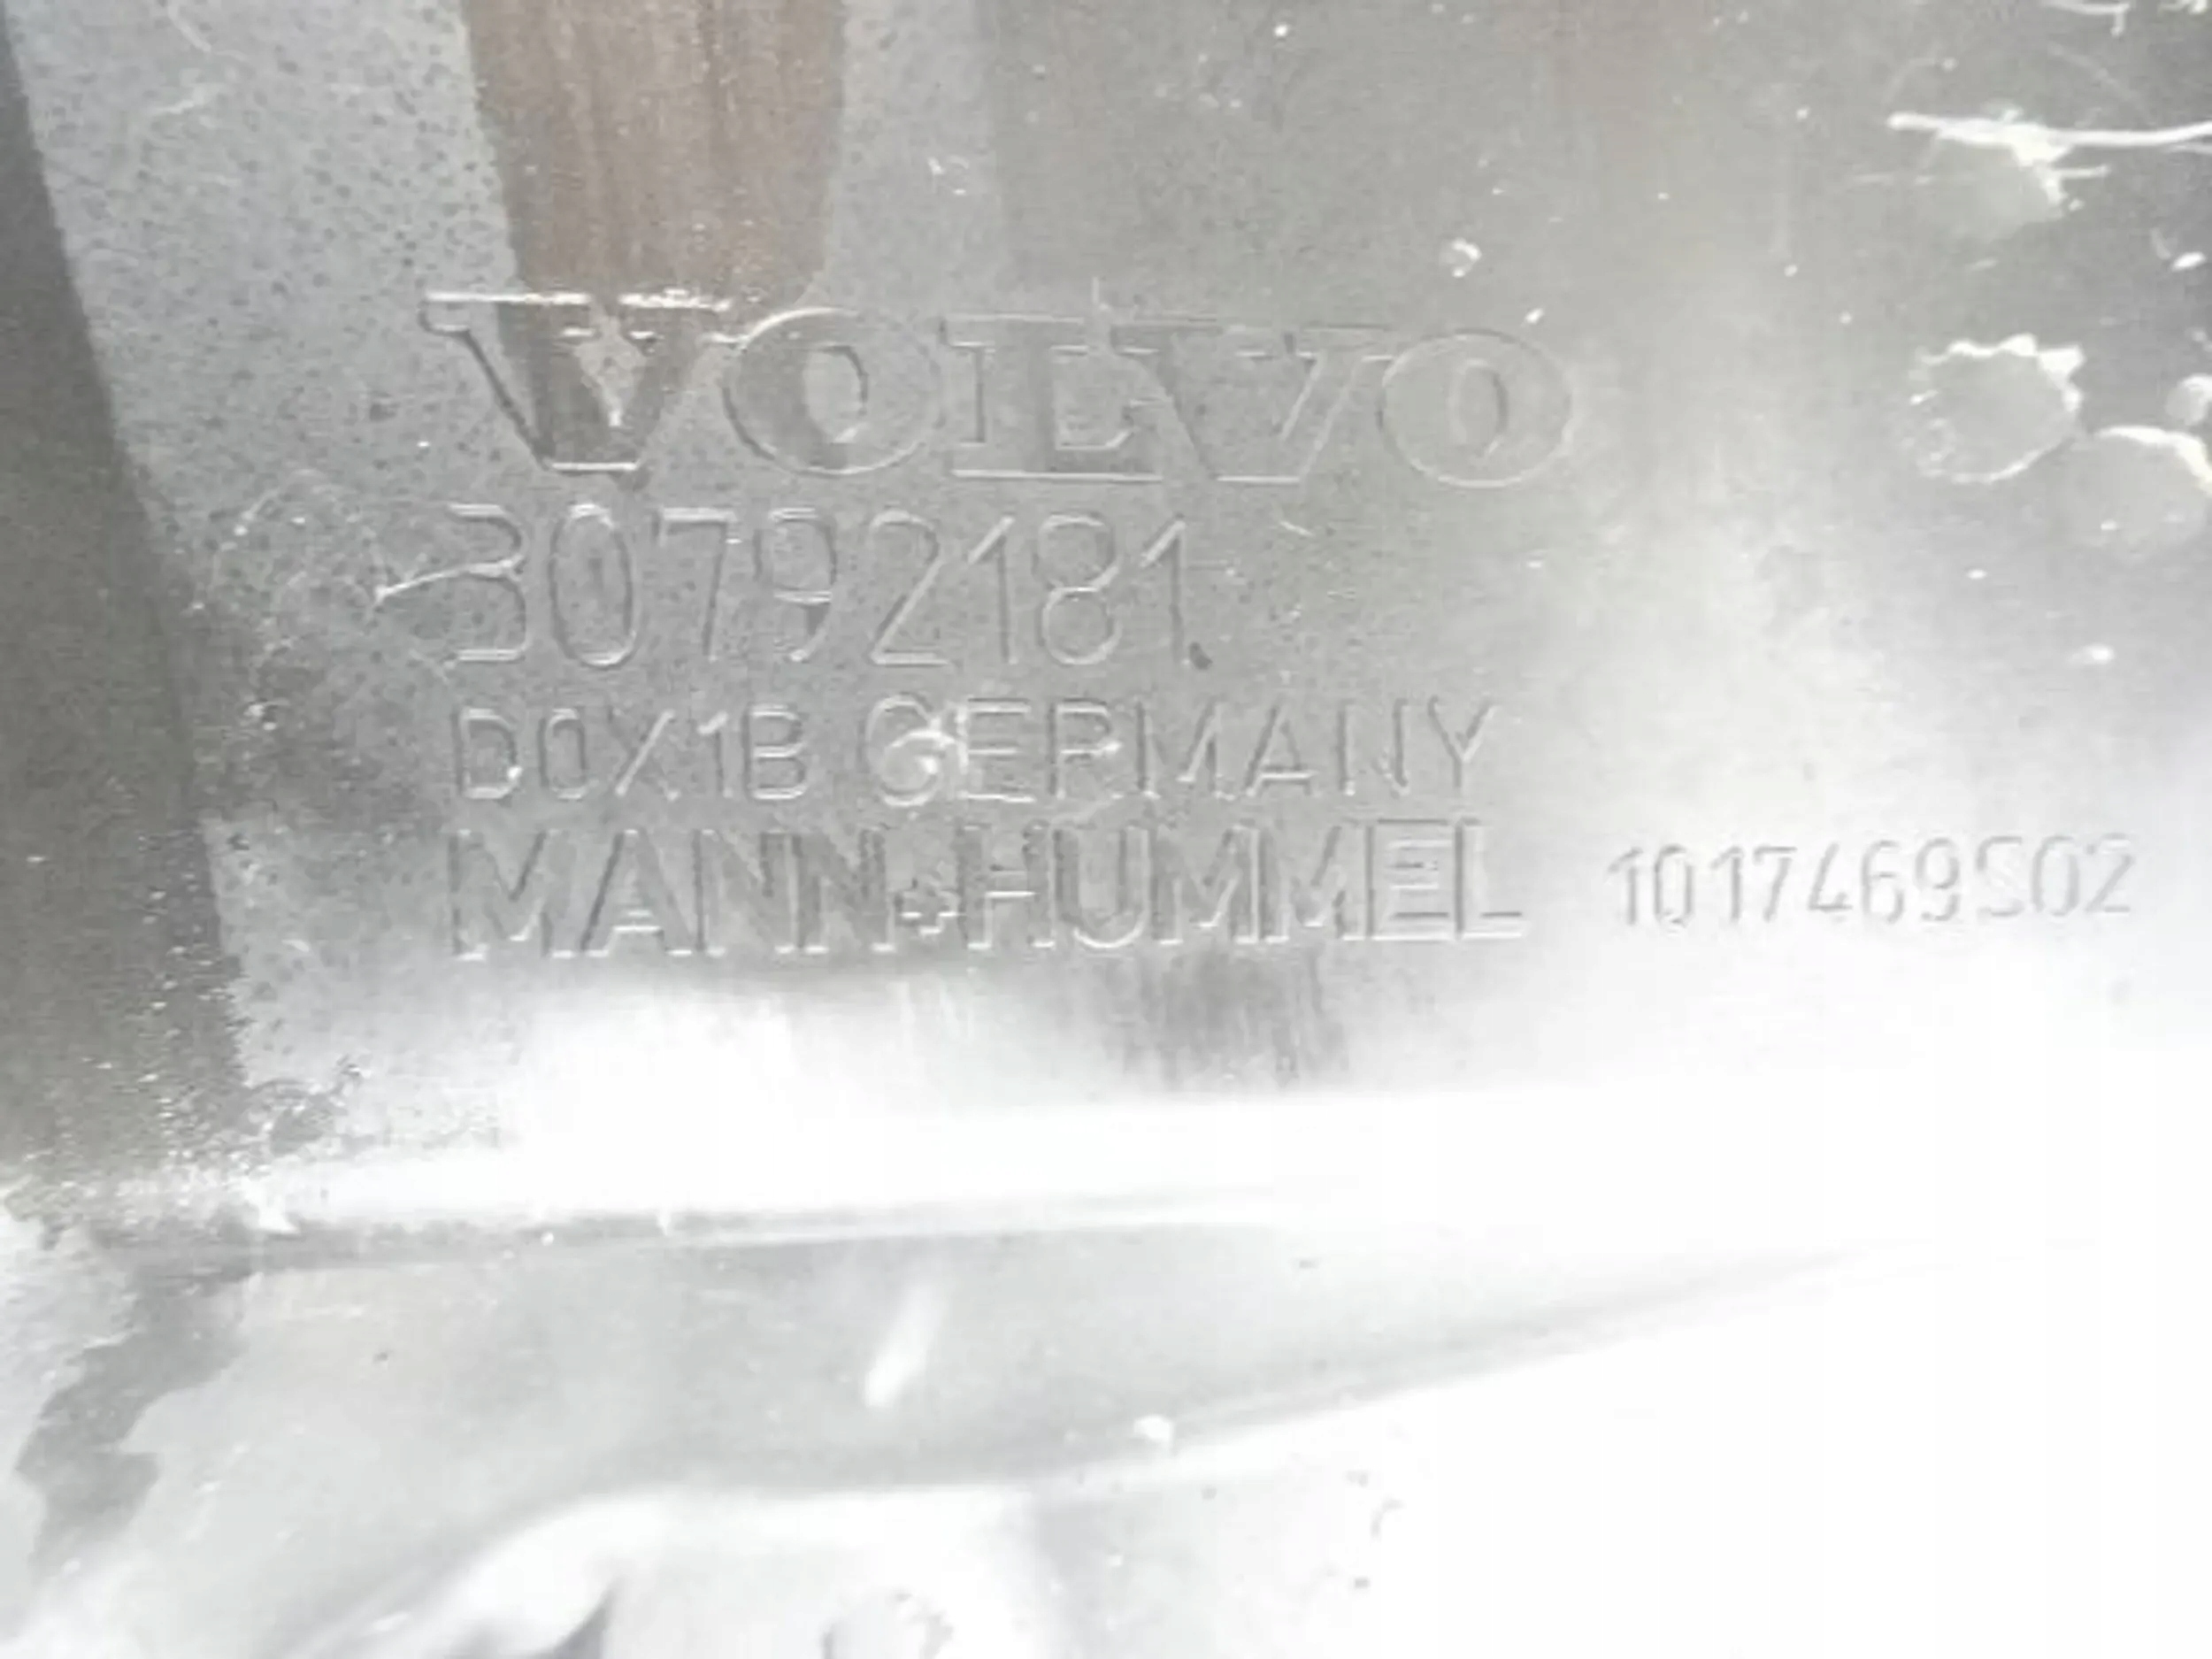 VOLVO
30792181
D0X1B GERMANY
MANN+HUMMEL 1017469S02